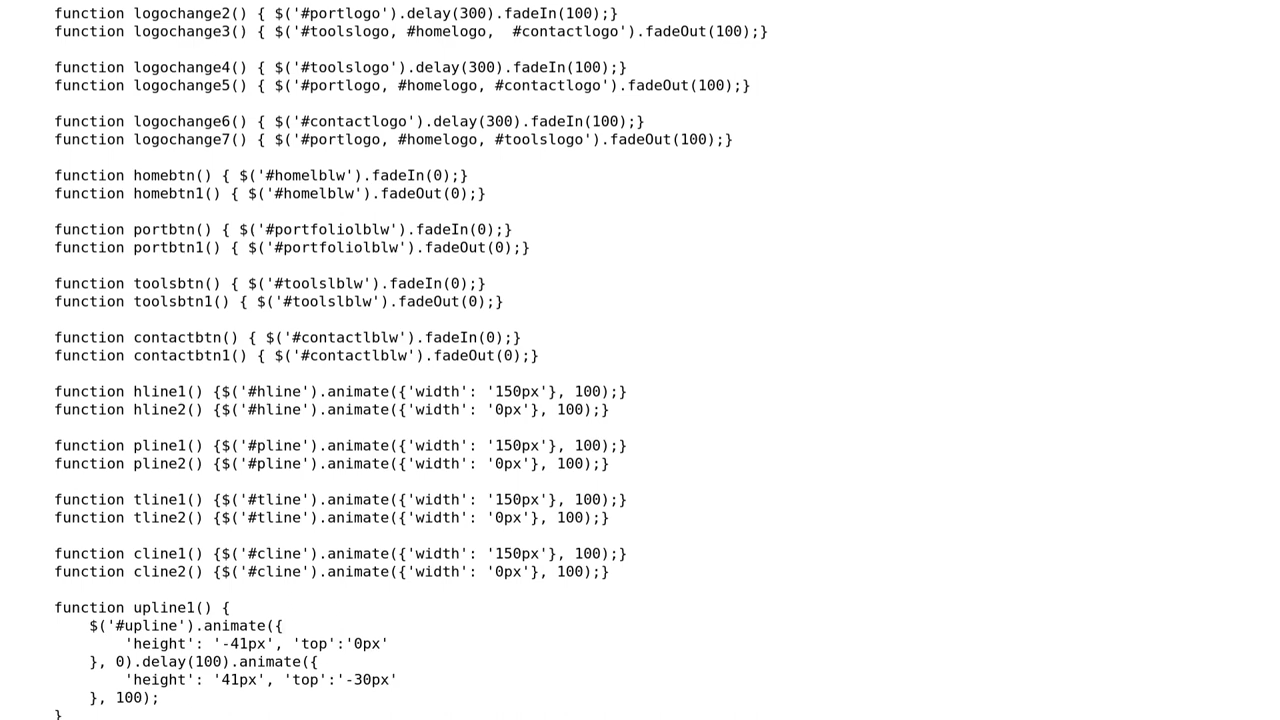 function logochange2() { $('#portlogo').delay(300).fadeIn(100);}
function logochange3() { $('#toolslogo, #homelogo,  #contactlogo').fadeOut(100);}
function logochange4() { $('#toolslogo').delay(300).fadeIn(100);}
function logochange5() { $('#portlogo, #homelogo, #contactlogo').fadeOut(100);}
function logochange6() { $('#contactlogo').delay(300).fadeIn(100);}
function logochange7() { $('#portlogo, #homelogo, #toolslogo').fadeOut(100);}
function homebtn() { $('#homelblw').fadeIn(0);}
function homebtn1() { $('#homelblw').fadeOut(0);}
function portbtn() { $('#portfoliolblw').fadeIn(0);}
function portbtn1() { $('#portfoliolblw').fadeOut(0);}
function toolsbtn() { $('#toolslblw').fadeIn(0);}
function toolsbtn1() { $('#toolslblw').fadeOut(0);}
function contactbtn() { $('#contactlblw').fadeIn(0);}
function contactbtn1() { $('#contactlblw').fadeOut(0);}
function hline1() {$('#hline').animate({'width': '150px'}, 100);}
function hline2() {$('#hline').animate({'width': '0px'}, 100);}
function pline1() {$('#pline').animate({'width': '150px'}, 100);}
function pline2() {$('#pline').animate({'width': '0px'}, 100);}
function tline1() {$('#tline').animate({'width': '150px'}, 100);}
function tline2() {$('#tline').animate({'width': '0px'}, 100);}
function cline1() {$('#cline').animate({'width': '150px'}, 100);}
function cline2() {$('#cline').animate({'width': '0px'}, 100);}
function upline1() {
    $('#upline').animate({
        'height': '-41px', 'top':'0px'
    }, 0).delay(100).animate({
        'height': '41px', 'top':'-30px'
    }, 100);
}